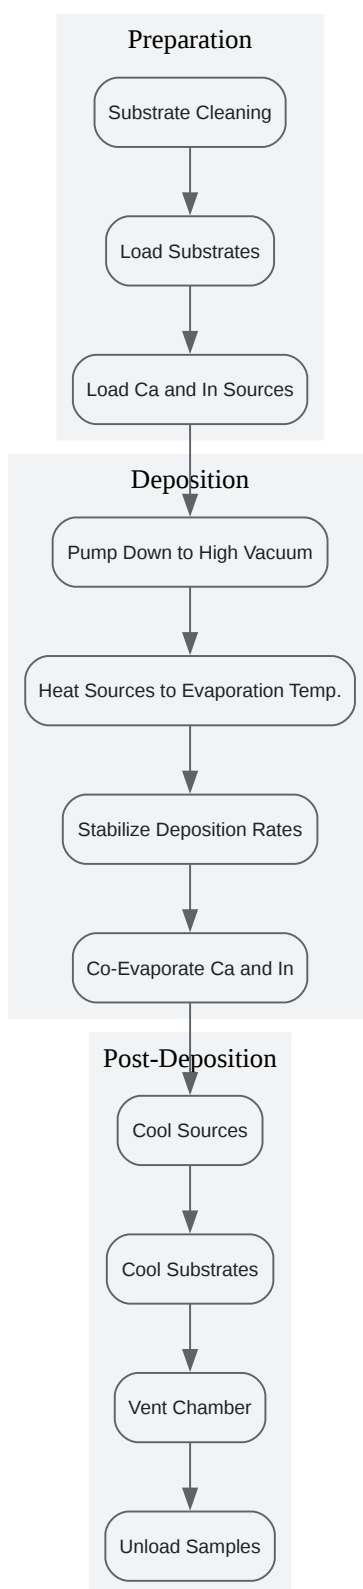 Preparation
Substrate Cleaning
Load Substrates
Load Ca and In Sources
Deposition
Pump Down to High Vacuum
Heat Sources to Evaporation Temp.
Stabilize Deposition Rates
Co-Evaporate Ca and In
Post-Deposition
Cool Sources
Cool Substrates
Vent Chamber
Unload Samples